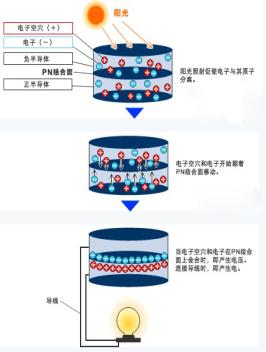 阳光
电子空穴（＋）
电子（－）
负半导体
PN结合面
正半导体
阳光照射促使电子与其原子
分离。
电子空穴和电子开始朝着
PN结合面移动。
当电子空穴和电子在PN结合
面上会合时，即产生电压。
连接导线时，即产生电。
导线